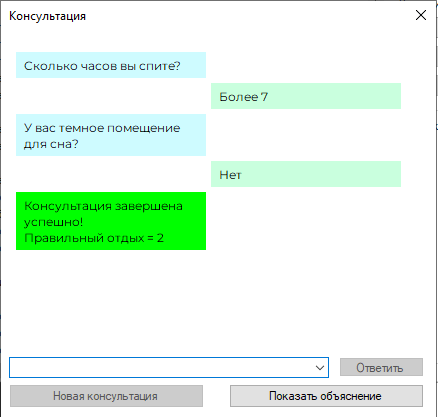 Консультация
Сколько часов вы спите?
Более 7
У вас темное помещение
для сна?
Нет
Консультация завершена
успешно!
Правильный отдых = 2
Ответить
Новая консультация
Показать объяснение